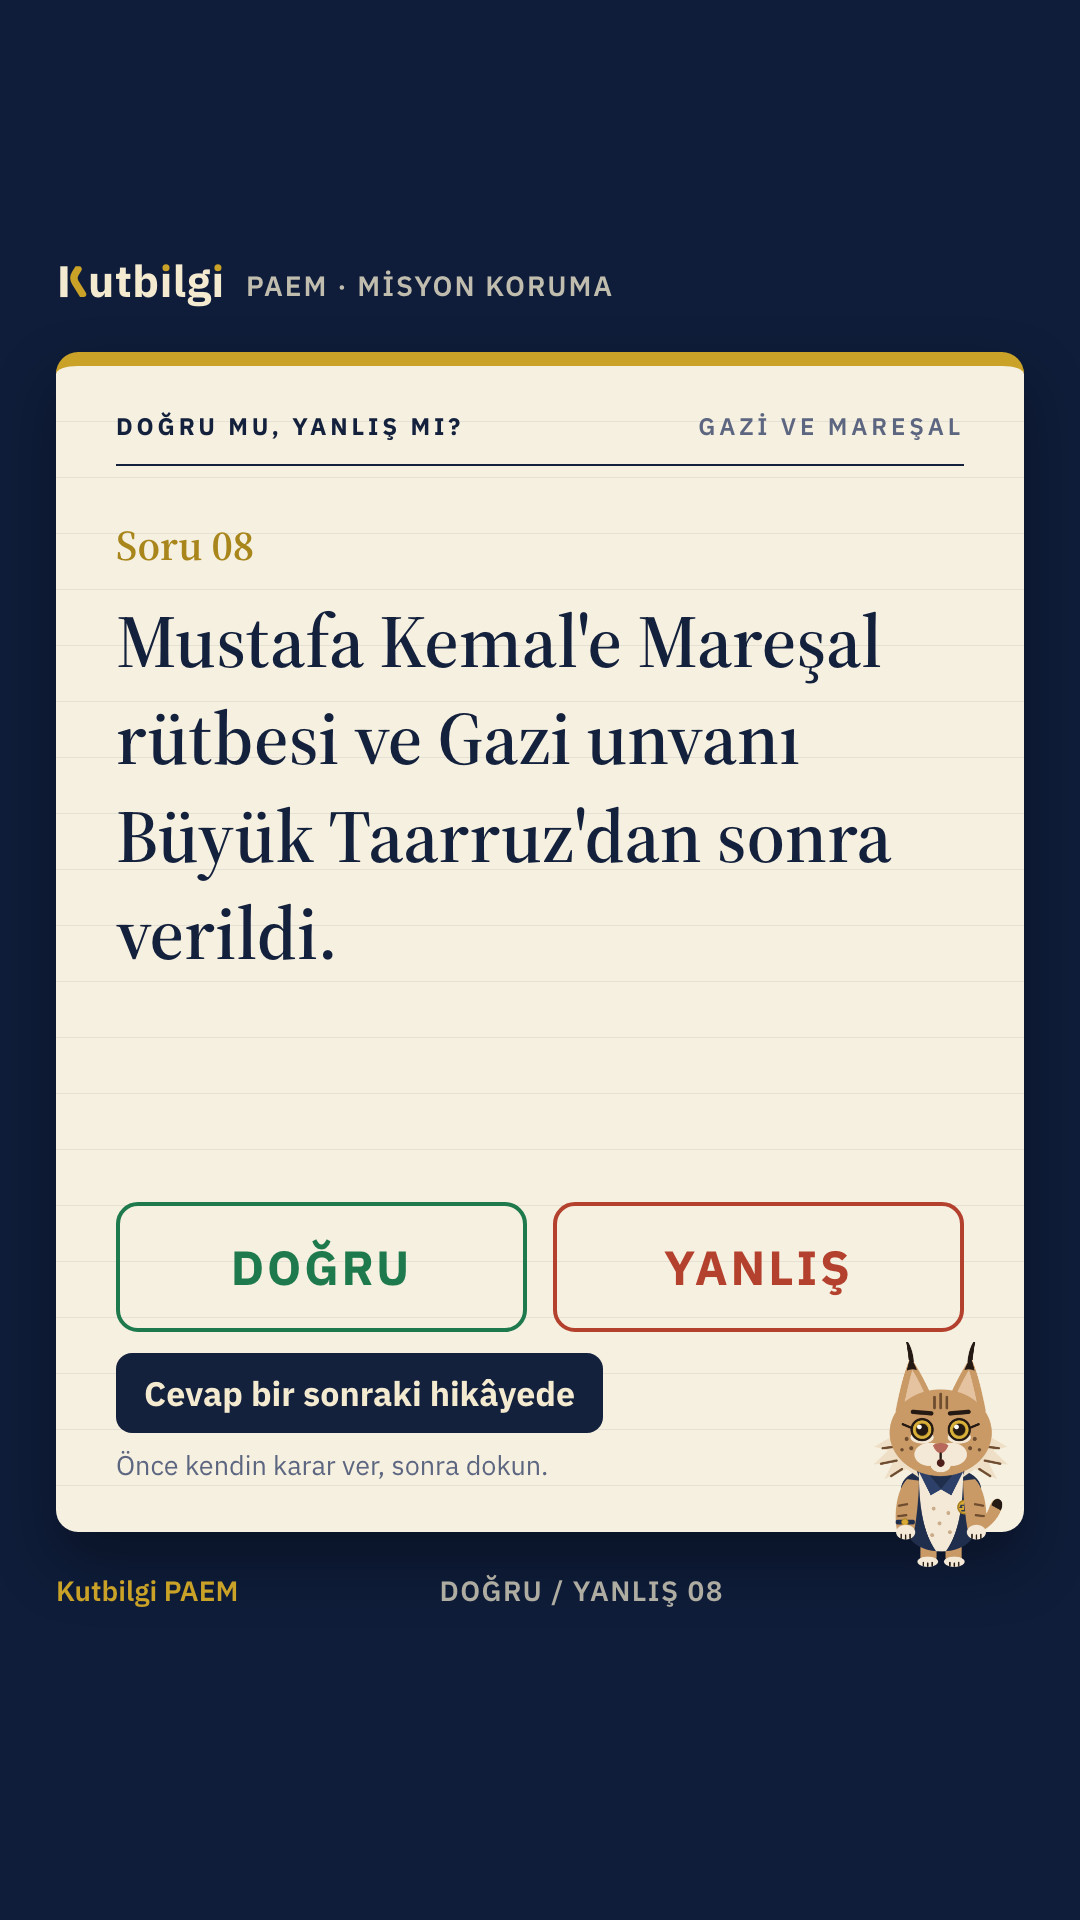 Kutbilgi PAEM · MİSYON KORUMA
DOĞRU MU, YANLIŞ MI? GAZİ VE MAREŞAL
Soru 08
Mustafa Kemal'e Mareşal
rütbesi ve Gazi unvanı
Büyük Taarruz'dan sonra
verildi.
DOĞRU YANLIŞ
Cevap bir sonraki hikâyede
Önce kendin karar ver, sonra dokun.
Kutbilgi PAEM DOĞRU / YANLIŞ 08